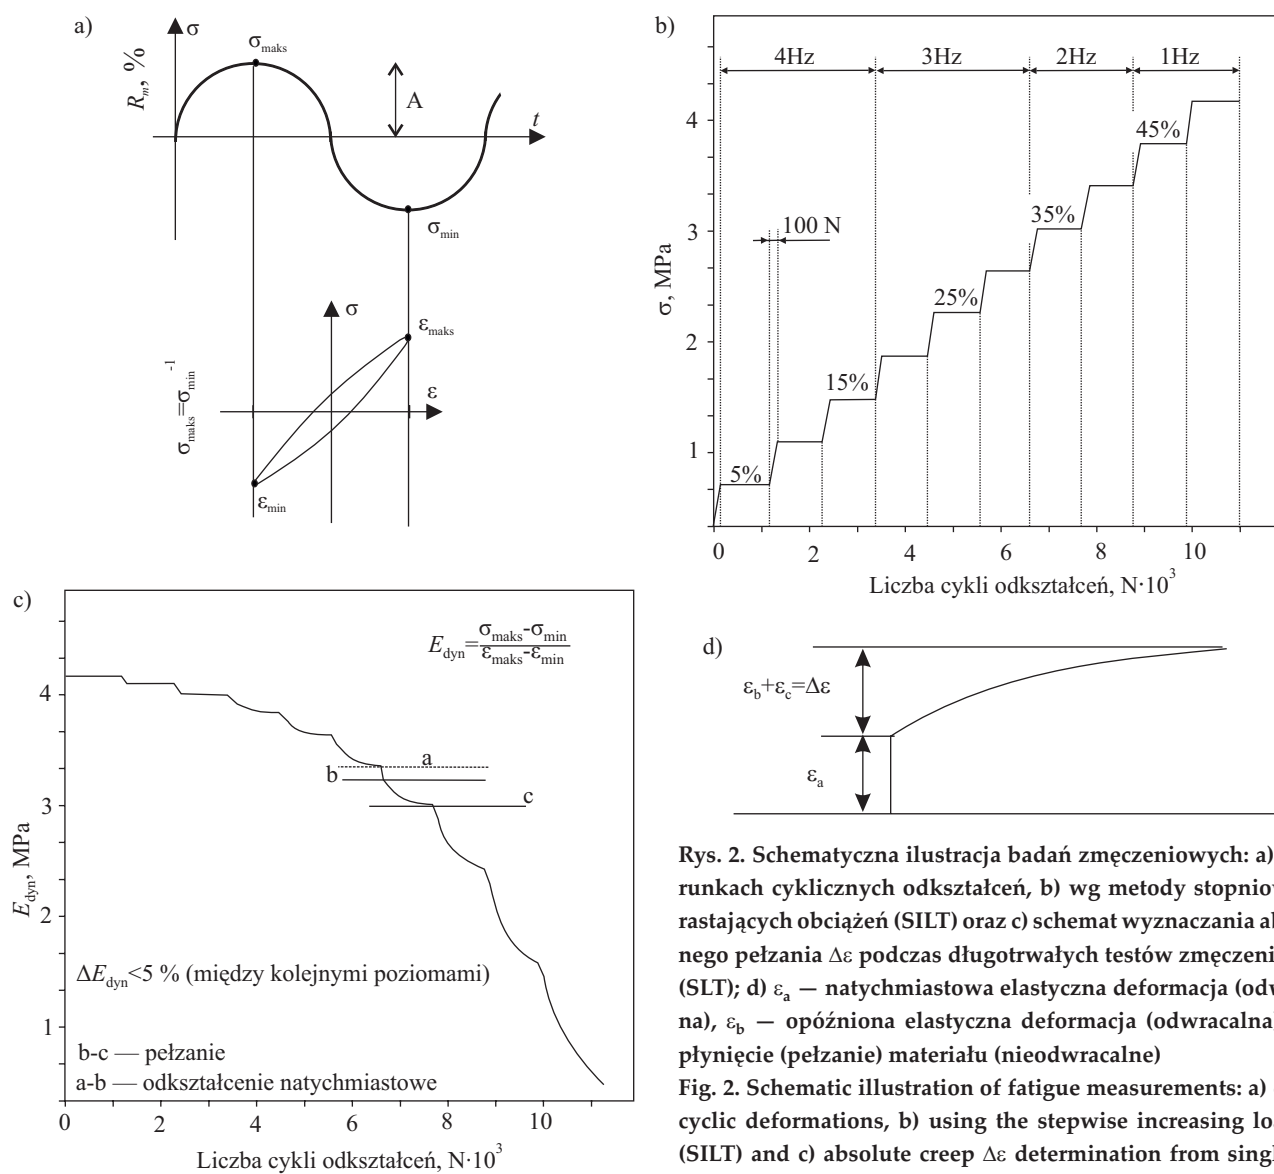 a)
σ
R_m, %
σ_maks
A
t
σ_min
σ
ε_maks
σ_maks=σ_min^-1
ε
ε_min
b)
4Hz 3Hz 2Hz 1Hz
σ, MPa
4
3
2
1
45%
35%
100 N
25%
15%
5%
0 2 4 6 8 10
Liczba cykli odkształceń, N·10^3
c)
E_dyn=(σ_maks-σ_min)/(ε_maks-ε_min)
E_dyn, MPa
4
3
2
1
a
b
c
ΔE_dyn<5 % (między kolejnymi poziomami)
b-c — pełzanie
a-b — odkształcenie natychmiastowe
0 2 4 6 8 10
Liczba cykli odkształceń, N·10^3
d)
ε_b+ε_c=Δε
ε_a
Rys. 2. Schematyczna ilustracja badań zmęczeniowych: a)
runkach cyklicznych odkształceń, b) wg metody stopnio
rastających obciążeń (SILT) oraz c) schemat wyznaczania a
nego pełzania Δε podczas długotrwałych testów zmęczeni
(SLT); d) ε_a — natychmiastowa elastyczna deformacja (od
na), ε_b — opóźniona elastyczna deformacja (odwracalna
płynięcie (pełzanie) materiału (nieodwracalne)
Fig. 2. Schematic illustration of fatigue measurements: a)
cyclic deformations, b) using the stepwise increasing lo
(SILT) and c) absolute creep Δε determination from sing